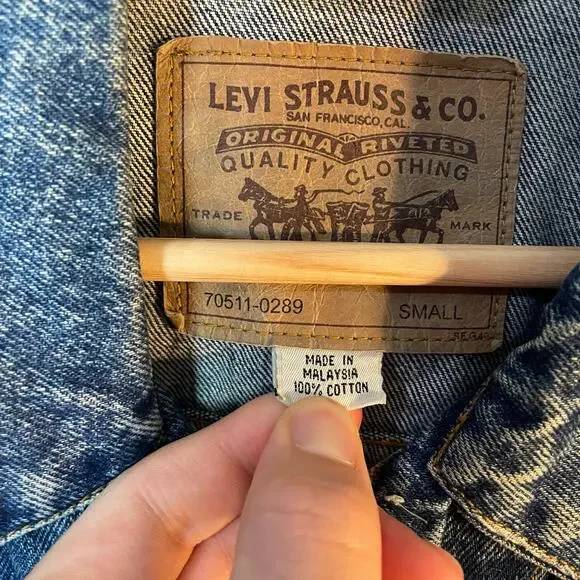 LEVI STRAUSS & CO.
SAN FRANCISCO, CAL.
ORIGINAL RIVETED
QUALITY CLOTHING
TRADE MARK
70511-0289 SMALL
MADE IN
MALAYSIA
100% COTTON